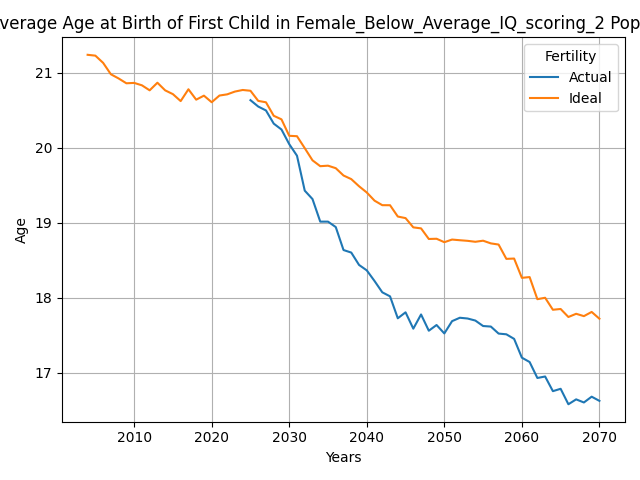 verage Age at Birth of First Child in Female_Below_Average_IQ_scoring_2 Pop
Fertility
Actual
Ideal
21
20
19
18
17
Age
2010 2020 2030 2040 2050 2060 2070
Years